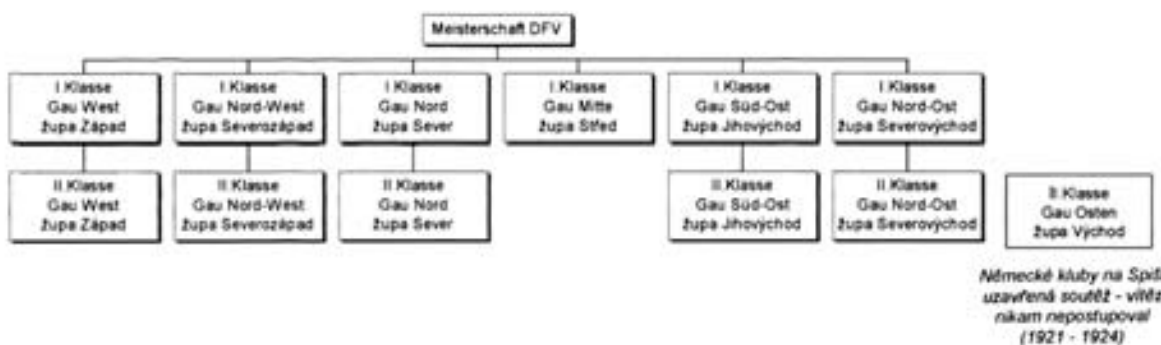 Meisterschaft DFV
I.Klasse
Gau West
župa Západ
I.Klasse
Gau Nord-West
župa Severozápad
I.Klasse
Gau Nord
župa Sever
I.Klasse
Gau Mitte
župa Střed
I.Klasse
Gau Süd-Ost
župa Jihovýchod
I.Klasse
Gau Nord-Ost
župa Severovýchod
II.Klasse
Gau West
župa Západ
II.Klasse
Gau Nord-West
župa Severozápad
II.Klasse
Gau Nord
župa Sever
II.Klasse
Gau Süd-Ost
župa Jihovýchod
II.Klasse
Gau Nord-Ost
župa Severovýchod
II.Klasse
Gau Osten
župa Východ
Německé kluby na Spiš
uzavřená soutěž - vítěz
nikam nepostupoval
(1921 - 1924)